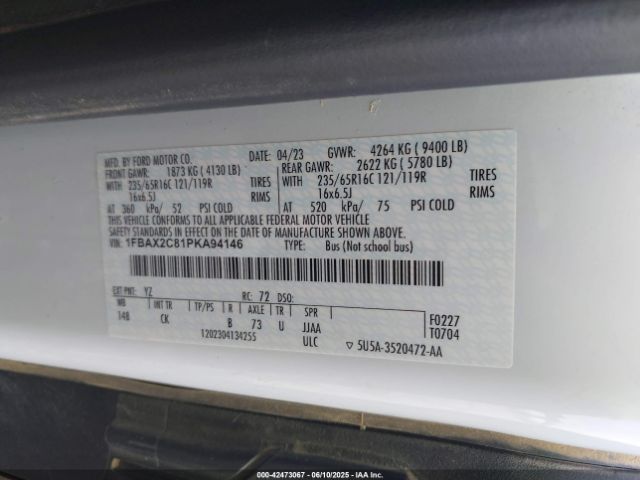 MFD. BY FORD MOTOR CO. DATE: 04/23 GVWR: 4264 KG ( 9400 LB)
FRONT GAWR: 1873 KG ( 4130 LB) REAR GAWR: 2622 KG ( 5780 LB)
WITH 235/65R16C 121/119R TIRES WITH 235/65R16C 121/119R TIRES
16x6.5J RIMS 16x6.5J RIMS
AT 360 kPa/ 52 PSI COLD AT 520 kPa/ 75 PSI COLD
THIS VEHICLE CONFORMS TO ALL APPLICABLE FEDERAL MOTOR VEHICLE
SAFETY STANDARDS IN EFFECT ON THE DATE OF MANUFACTURE SHOWN ABOVE.
VIN: 1FBAX2C81PKA94146 TYPE: Bus (Not school bus)
EXT PNT: YZ RC: 72 DSO:
WB INT TR TP/PS R AXLE TR SPR F0227
148 CK B 73 U JJAA T0704
1202304134255 ULC ▽ 5U5A-3520472-AA
000-42473067 - 06/10/2025 - IAA Inc.